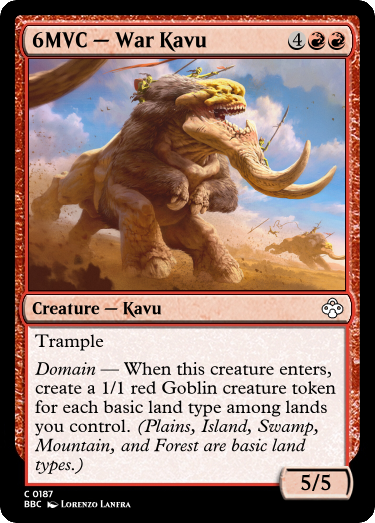 6MVC — War Kavu 4
Creature — Kavu
Trample
Domain — When this creature enters,
create a 1/1 red Goblin creature token
for each basic land type among lands
you control. (Plains, Island, Swamp,
Mountain, and Forest are basic land
types.)
5/5
C 0187
BBC Lorenzo Lanfra